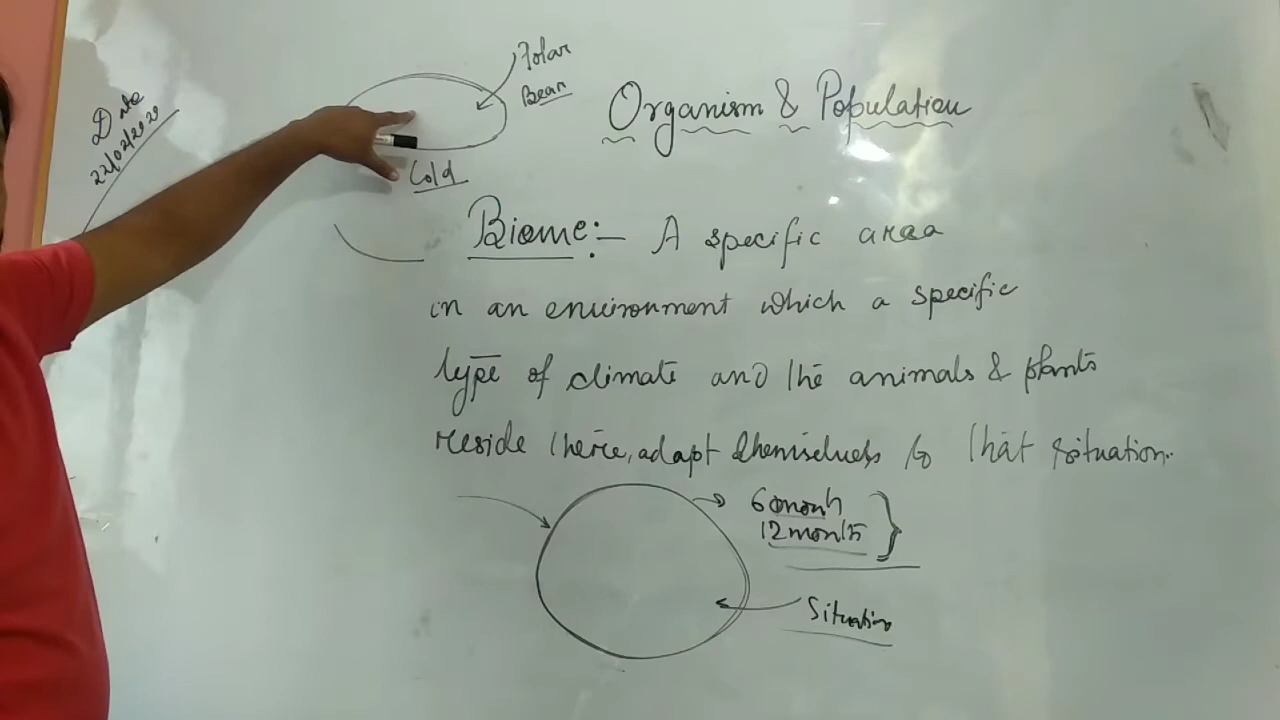 Date
22/02/2020
Polar
Bear
Cold
Organism & Population
Biome:- A specific area
in an environment which a specific
type of climate and the animals & plants
reside there, adapt themselves to that situation.
6 month
12 months
Situation